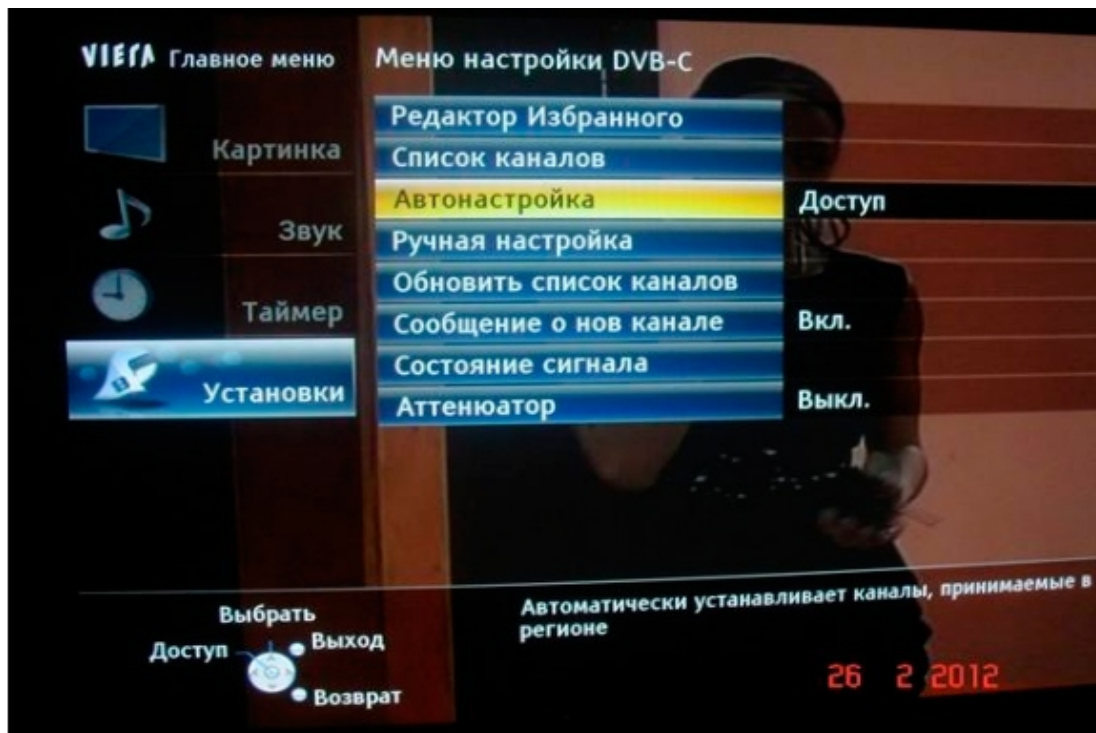 VIErA Главное меню
Меню настройки DVB-C
Картинка
Звук
Таймер
Установки
Редактор Избранного
Список каналов
Автонастройка Доступ
Ручная настройка
Обновить список каналов
Сообщение о нов канале Вкл.
Состояние сигнала
Аттенюатор Выкл.
Выбрать
Доступ
Выход
Возврат
Автоматически устанавливает каналы, принимаемые в
регионе
26 2 2012